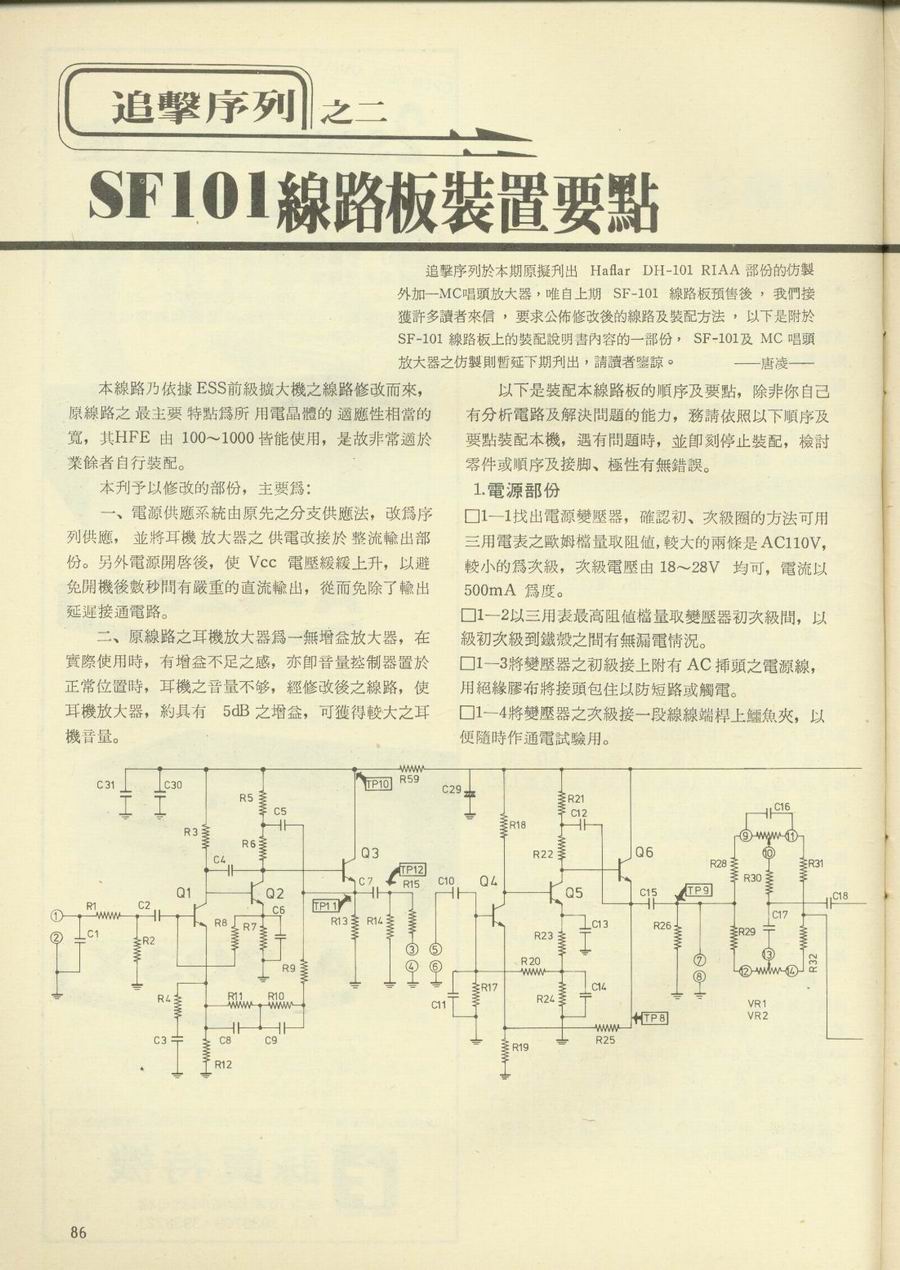 追擊序列之二
SF101線路板裝置要點
追擊序列於本期原擬刋出 Haflar DH-101 RIAA 部份的仿製
外加一MC唱頭放大器，唯自上期 SF-101 線路板預售後， 我們接
獲許多讀者來信， 要求公佈修改後的線路及裝配方法， 以下是附於
SF-101 線路板上的裝配說明書內容的一部份， SF-101及 MC 唱頭
放大器之仿製則暫延下期刋出，請讀者鑒諒。 ——唐凌——
本線路乃依據 ESS前級擴大機之線路修改而來，
原線路之 最主要 特點爲所 用電晶體的 適應性相當的
寬，其HFE 由 100～1000 皆能使用，是故非常適於
業餘者自行裝配。
本刋予以修改的部份，主要爲：
一、電源供應系統由原先之分支供應法，改爲序
列供應， 並將耳機 放大器之 供電改接於 整流輸出部
份。另外電源開啓後，使 Vcc 電壓緩緩上升，以避
免開機後數秒間有嚴重的直流輸出，從而免除了輸出
延遲接通電路。
二、原線路之耳機放大器爲一無增益放大器，在
實際使用時，有增益不足之感，亦卽音量控制器置於
正常位置時，耳機之音量不够，經修改後之線路，使
耳機放大器，約具有 5dB 之增益，可獲得較大之耳
機音量。
以下是裝配本線路板的順序及要點，除非你自己
有分析電路及解決問題的能力，務請依照以下順序及
要點裝配本機，遇有問題時，並卽刻停止裝配，檢討
零件或順序及接脚、極性有無錯誤。
1.電源部份
□1—1找出電源變壓器，確認初、次級圈的方法可用
三用電表之歐姆檔量取阻値，較大的兩條是AC110V，
較小的爲次級，次級電壓由 18～28V 均可，電流以
500mA 爲度。
□1—2以三用表最高阻値檔量取變壓器初次級間，以
級初次級到鐵殼之間有無漏電情況。
□1—3將變壓器之初級接上附有 AC 揷頭之電源線，
用絕緣膠布將接頭包住以防短路或觸電。
□1—4將變壓器之次級接一段線線端桿上鱷魚夾，以
便隨時作通電試驗用。
C31 C30 R5 C5 R3 R6 C4 Q1 Q2 Q3 TP10 R59 C29
R18 R21 C12 R22 Q6 C16 ⑨ ⑪ ⑩ R28 R30 R31
TP12 C7 R15 C10 Q4 Q5 C15 TP9 C18
① R1 C2 R8 R7 C6 TP11 R13 R14 C13 R26 R29 C17
② C1 R2 R9 ③ ④ ⑤ ⑥ R23 ⑦ ⑧ ⑫ ⑬ ⑭ R32
R4 R11 R10 C11 R17 R20 R24 C14 VR1
VR2
C3 C8 C9 R12 R19 R25 TP8
86